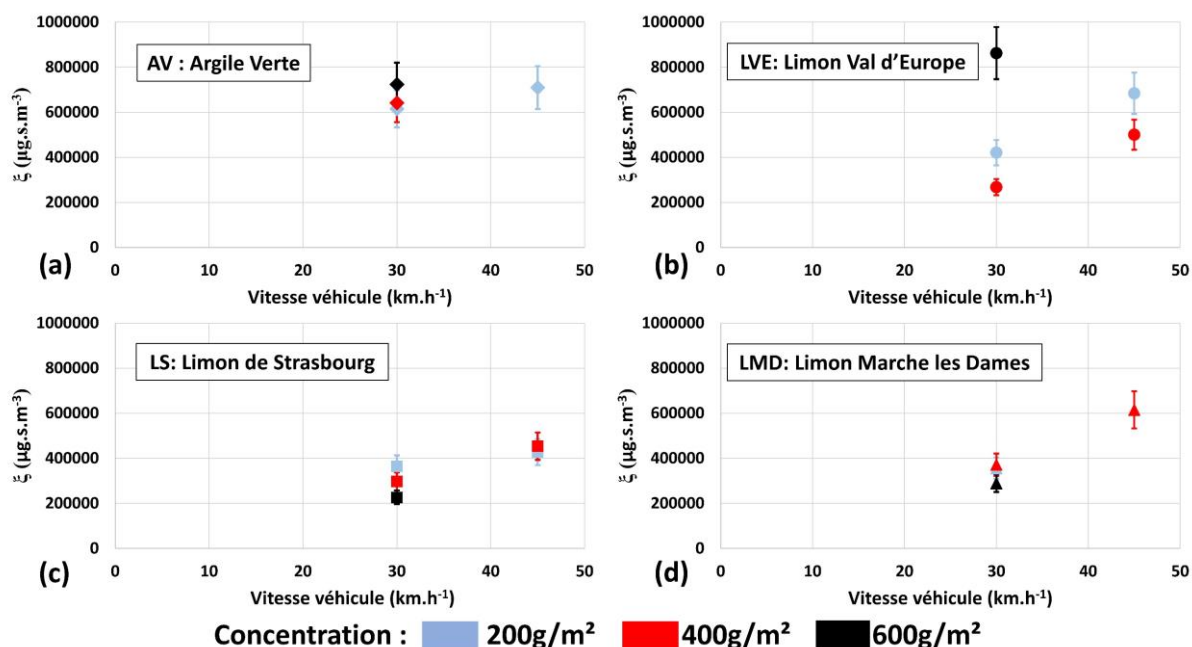 1000000
800000
600000
400000
200000
0
ξ (µg.s.m⁻³)
AV : Argile Verte
(a)
0 10 20 30 40 50
Vitesse véhicule (km.h⁻¹)
1000000
800000
600000
400000
200000
0
ξ (µg.s.m⁻³)
LVE: Limon Val d'Europe
(b)
0 10 20 30 40 50
Vitesse véhicule (km.h⁻¹)
1000000
800000
600000
400000
200000
0
ξ (µg.s.m⁻³)
LS: Limon de Strasbourg
(c)
0 10 20 30 40 50
Vitesse véhicule (km.h⁻¹)
1000000
800000
600000
400000
200000
0
ξ (µg.s.m⁻³)
LMD: Limon Marche les Dames
(d)
0 10 20 30 40 50
Vitesse véhicule (km.h⁻¹)
Concentration : 200g/m² 400g/m² 600g/m²